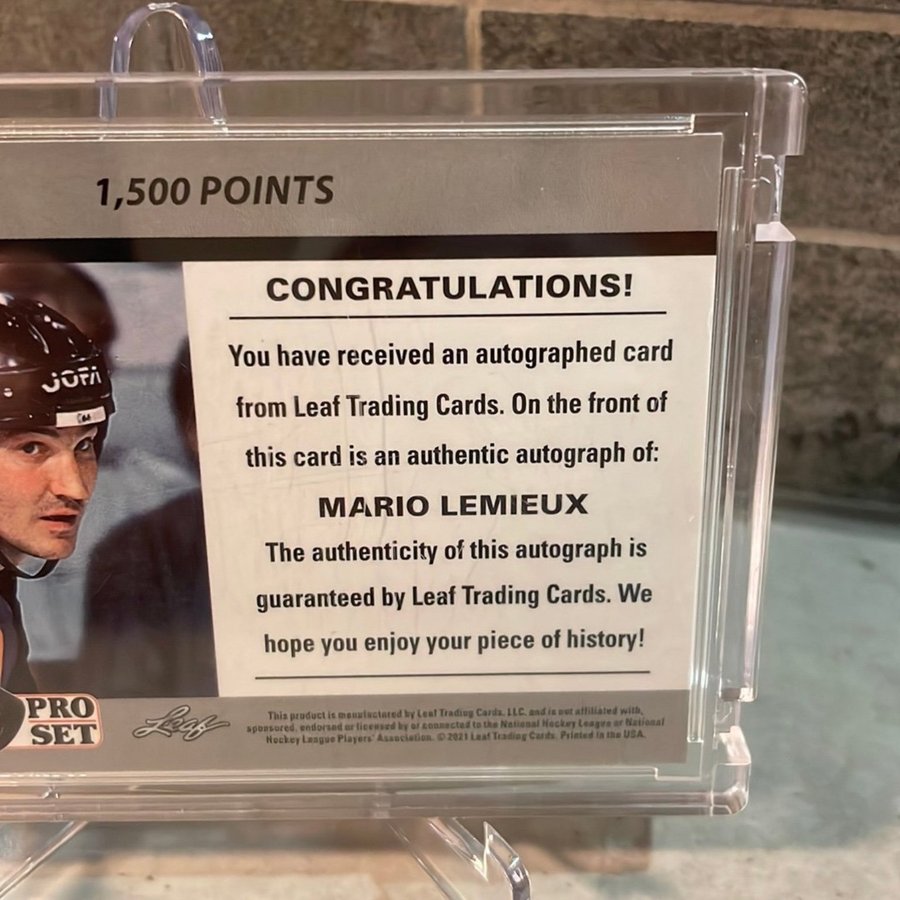 1,500 POINTS
CONGRATULATIONS!
You have received an autographed card
from Leaf Trading Cards. On the front of
this card is an authentic autograph of:
MARIO LEMIEUX
The authenticity of this autograph is
guaranteed by Leaf Trading Cards. We
hope you enjoy your piece of history!
JOFA
PRO
SET
Leaf
This product is manufactured by Leaf Trading Cards, LLC. and is not affiliated with,
sponsored, endorsed or licensed by or connected to the National Hockey League or National
Hockey League Players' Association. © 2021 Leaf Trading Cards. Printed in the USA.